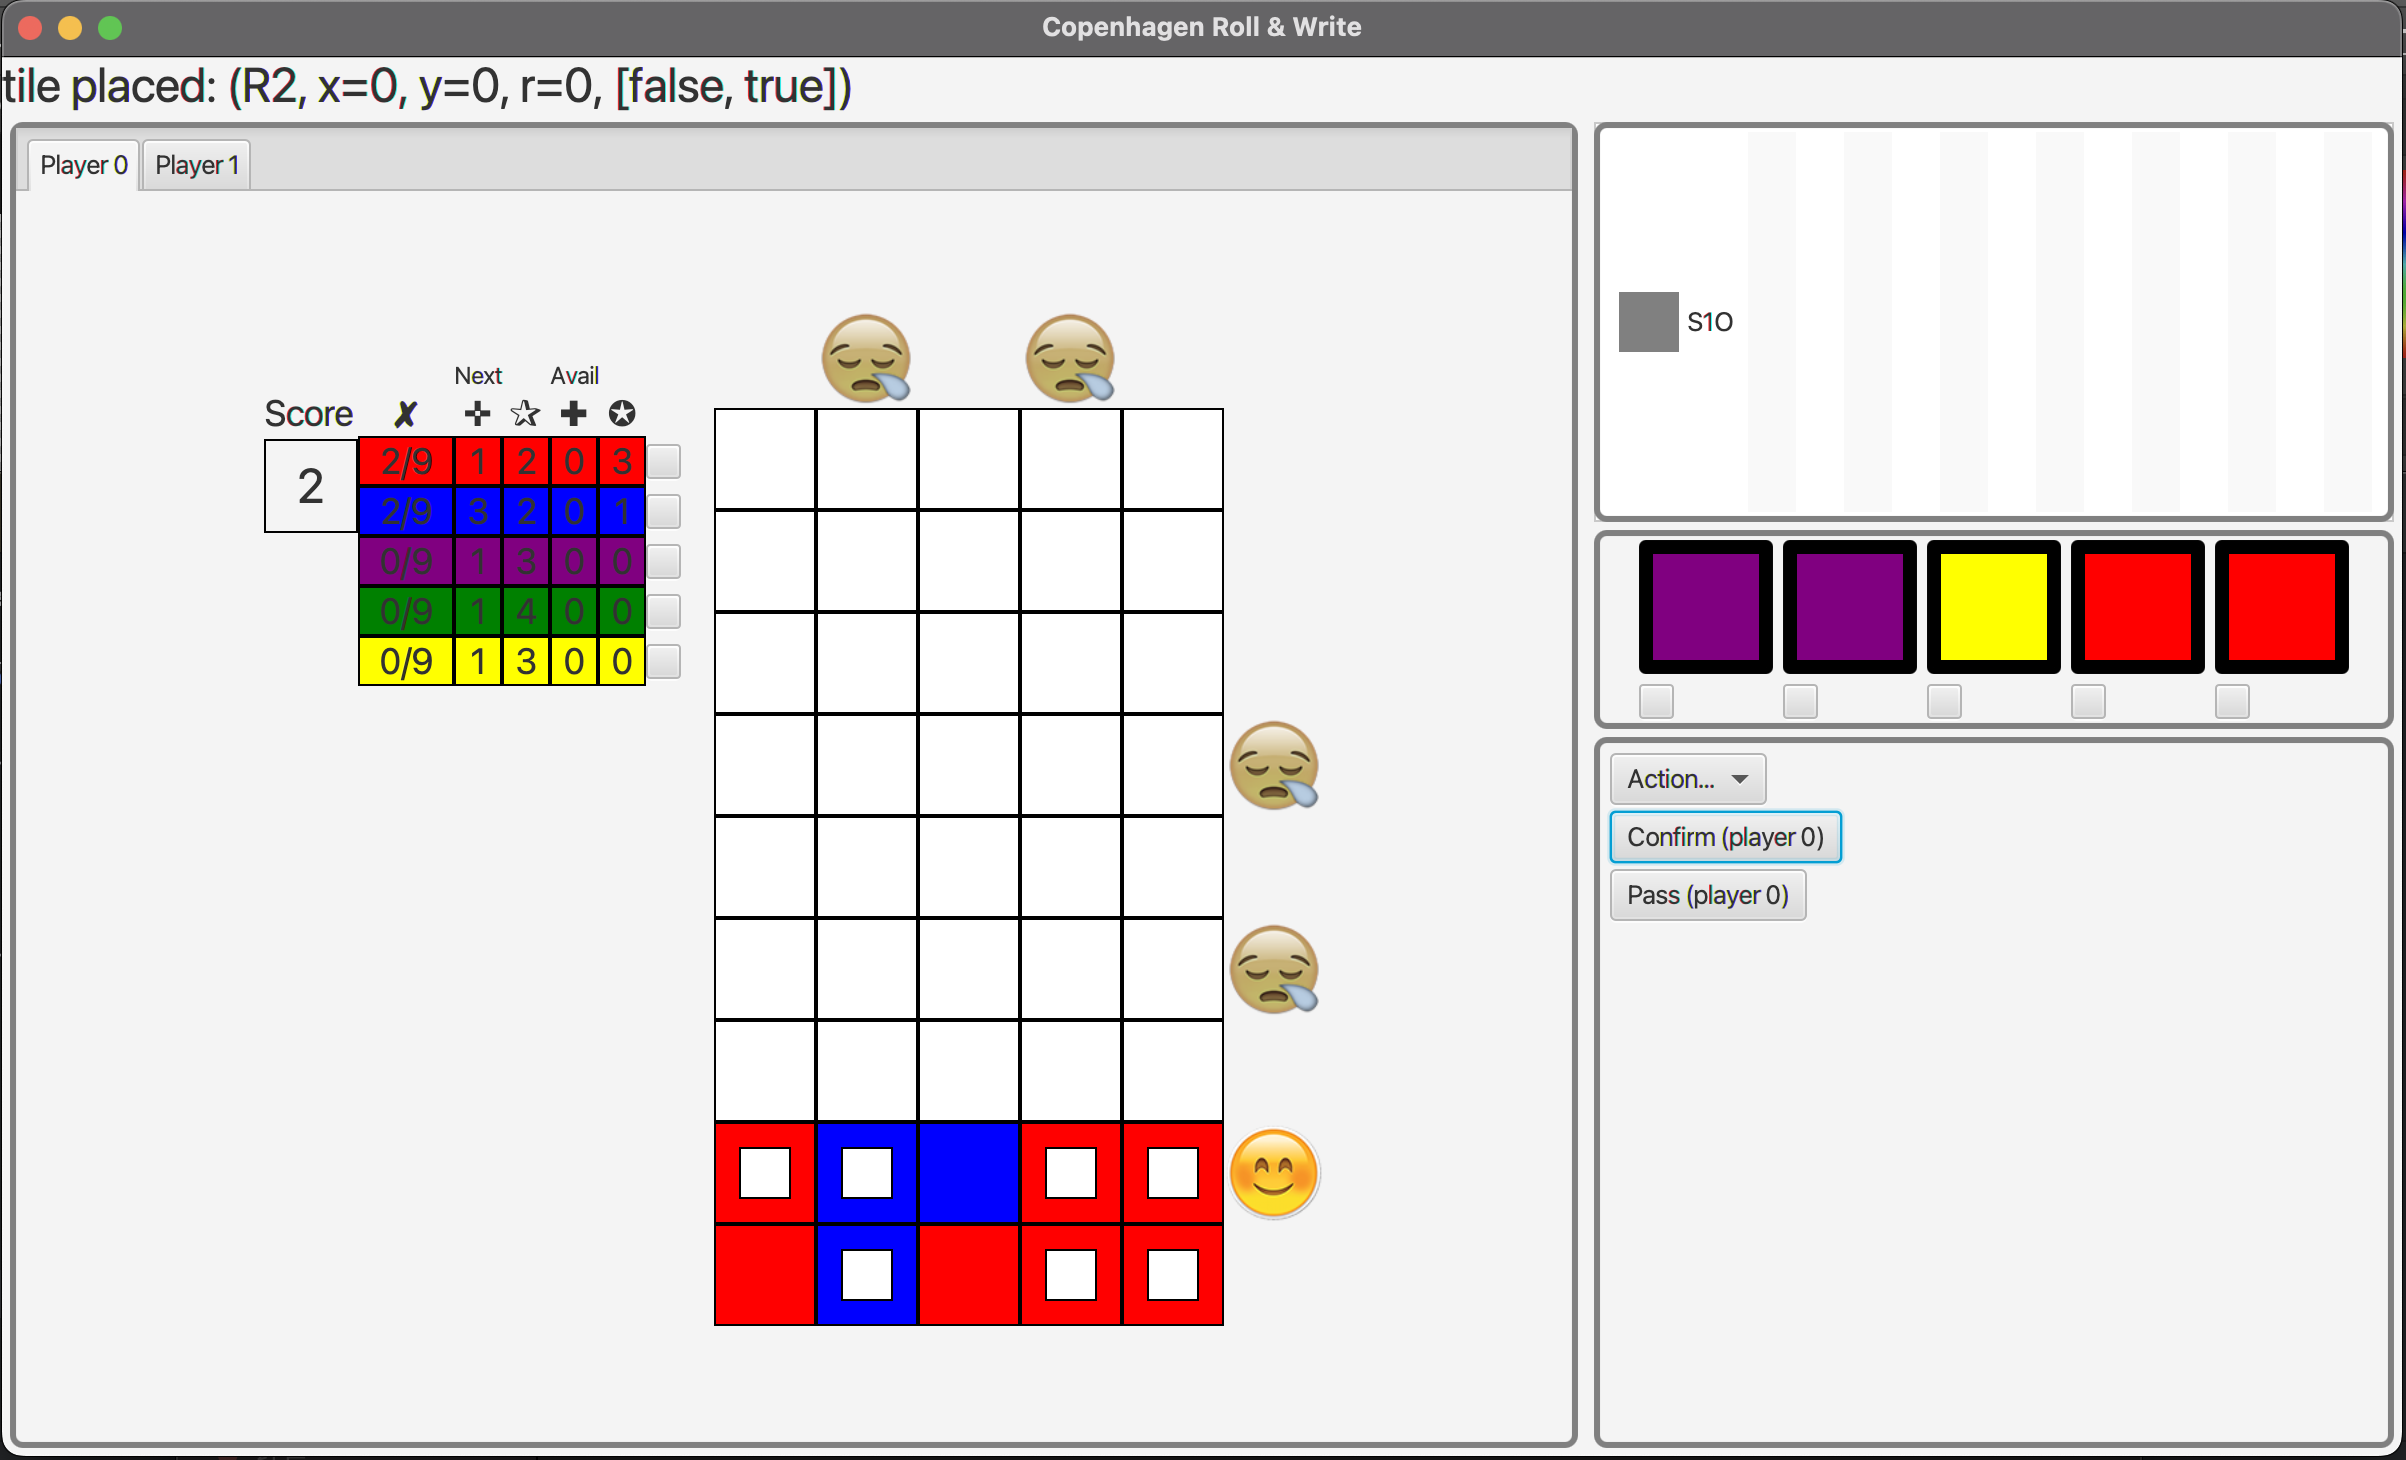 Copenhagen Roll & Write
tile placed: (R2, x=0, y=0, r=0, [false, true])
Player 0 Player 1
Next Avail
Score ✘ ✢ ☆ ✚ ✪
2
2/9 1 2 0 3
2/9 3 2 0 1
0/9 1 3 0 0
0/9 1 4 0 0
0/9 1 3 0 0
S1O
Action...
Confirm (player 0)
Pass (player 0)